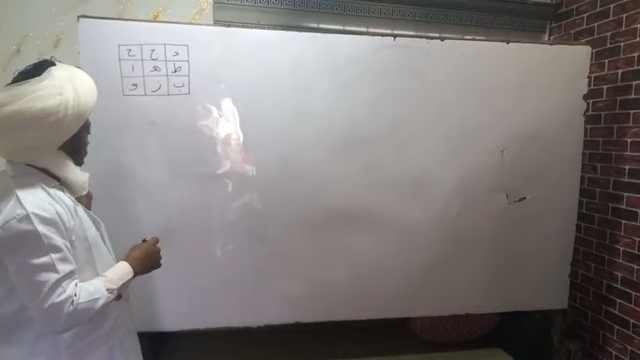 د ج ح
ط ه ا
ب ز و